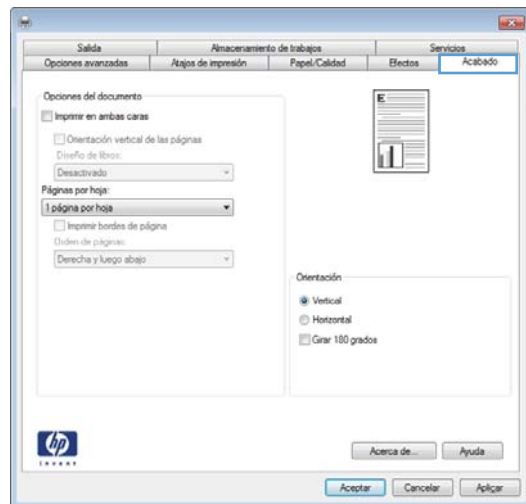 Salida
Almacenamiento de trabajos
Servicios
Opciones avanzadas
Atajos de impresión
Papel/Calidad
Efectos
Acabado
Opciones del documento
Imprimir en ambas caras
Orientación vertical de las páginas
Diseño de libros:
Desactivado
Páginas por hoja:
1 página por hoja
Imprimir bordes de página
Orden de páginas:
Derecha y luego abajo
E
Orientación
Vertical
Horizontal
Girar 180 grados
hp
invent
Acerca de...
Ayuda
Aceptar
Cancelar
Aplicar